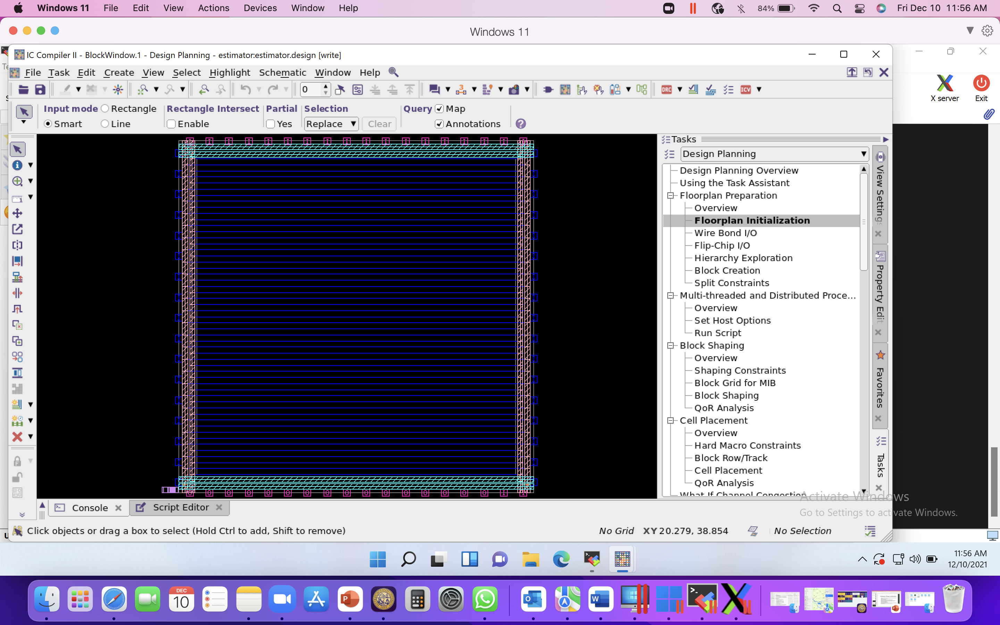 Windows 11 File Edit View Actions Devices Window Help 84% Fri Dec 10 11:56 AM
Windows 11
IC Compiler II - BlockWindow.1 - Design Planning - estimator:estimator.design [write]
File Task Edit Create View Select Highlight Schematic Window Help
0 DRC ICV
X server Exit
Input mode Rectangle Rectangle Intersect Partial Selection Query Map
Smart Line Enable Yes Replace Clear Annotations
Tasks
Design Planning
Design Planning Overview
Using the Task Assistant
Floorplan Preparation
Overview
Floorplan Initialization
Wire Bond I/O
Flip-Chip I/O
Hierarchy Exploration
Block Creation
Split Constraints
Multi-threaded and Distributed Proce...
Overview
Set Host Options
Run Script
Block Shaping
Overview
Shaping Constraints
Block Grid for MIB
Block Shaping
QoR Analysis
Cell Placement
Overview
Hard Macro Constraints
Block Row/Track
Cell Placement
QoR Analysis
What If Channel Congestion
View Settings
Property Edit
Favorites
Tasks
Console Script Editor
Activate Windows
Go to Settings to activate Windows.
Click objects or drag a box to select (Hold Ctrl to add, Shift to remove) No Grid XY 20.279, 38.854 No Selection
11:56 AM
12/10/2021
DEC
10